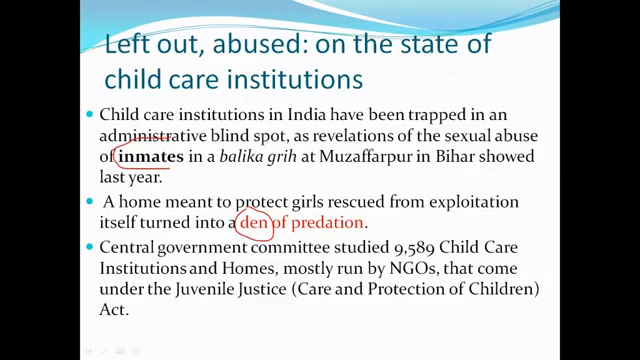 Left out, abused: on the state of
child care institutions
Child care institutions in India have been trapped in an
administrative blind spot, as revelations of the sexual abuse
of inmates in a balika grih at Muzaffarpur in Bihar showed
last year.
A home meant to protect girls rescued from exploitation
itself turned into a den of predation.
Central government committee studied 9,589 Child Care
Institutions and Homes, mostly run by NGOs, that come
under the Juvenile Justice (Care and Protection of Children)
Act.